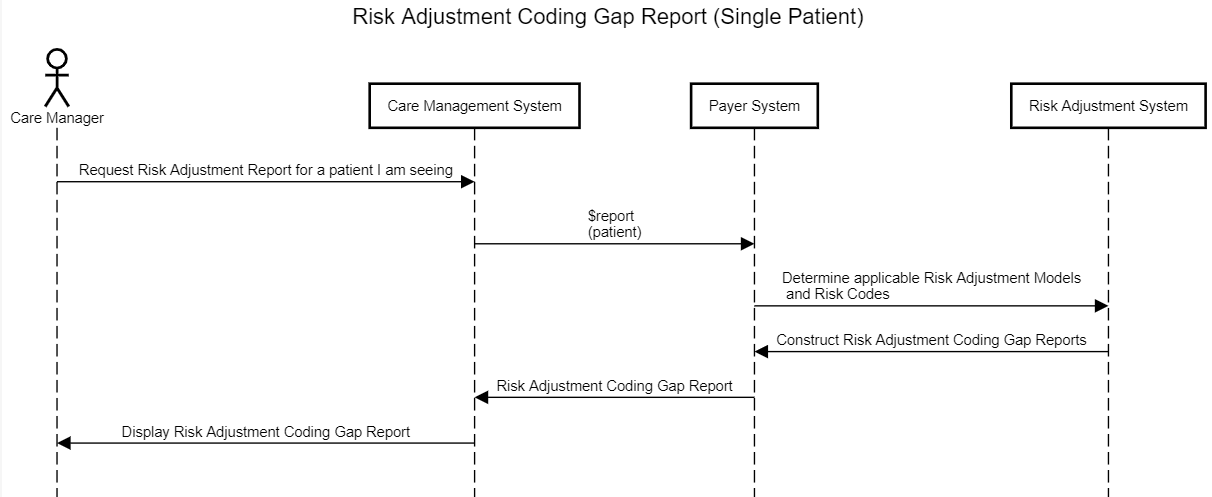 Risk Adjustment Coding Gap Report (Single Patient)
Care Manager
Care Management System
Payer System
Risk Adjustment System
Request Risk Adjustment Report for a patient I am seeing
$report
(patient)
Determine applicable Risk Adjustment Models
and Risk Codes
Construct Risk Adjustment Coding Gap Reports
Risk Adjustment Coding Gap Report
Display Risk Adjustment Coding Gap Report